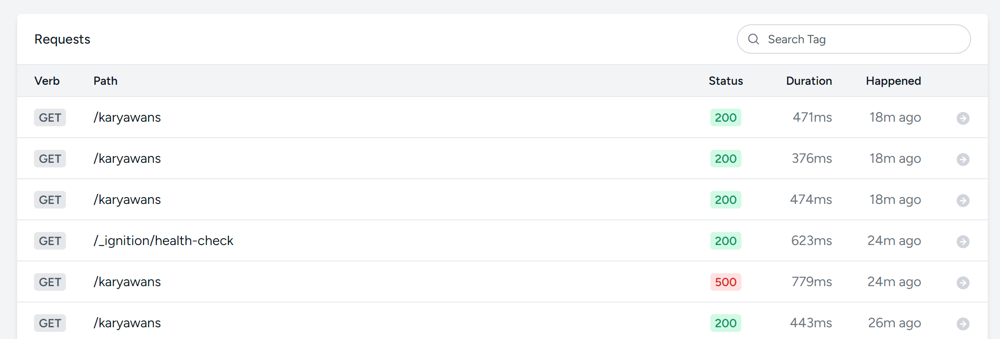 Requests Search Tag
Verb Path Status Duration Happened
GET /karyawans 200 471ms 18m ago
GET /karyawans 200 376ms 18m ago
GET /karyawans 200 474ms 18m ago
GET /_ignition/health-check 200 623ms 24m ago
GET /karyawans 500 779ms 24m ago
GET /karyawans 200 443ms 26m ago